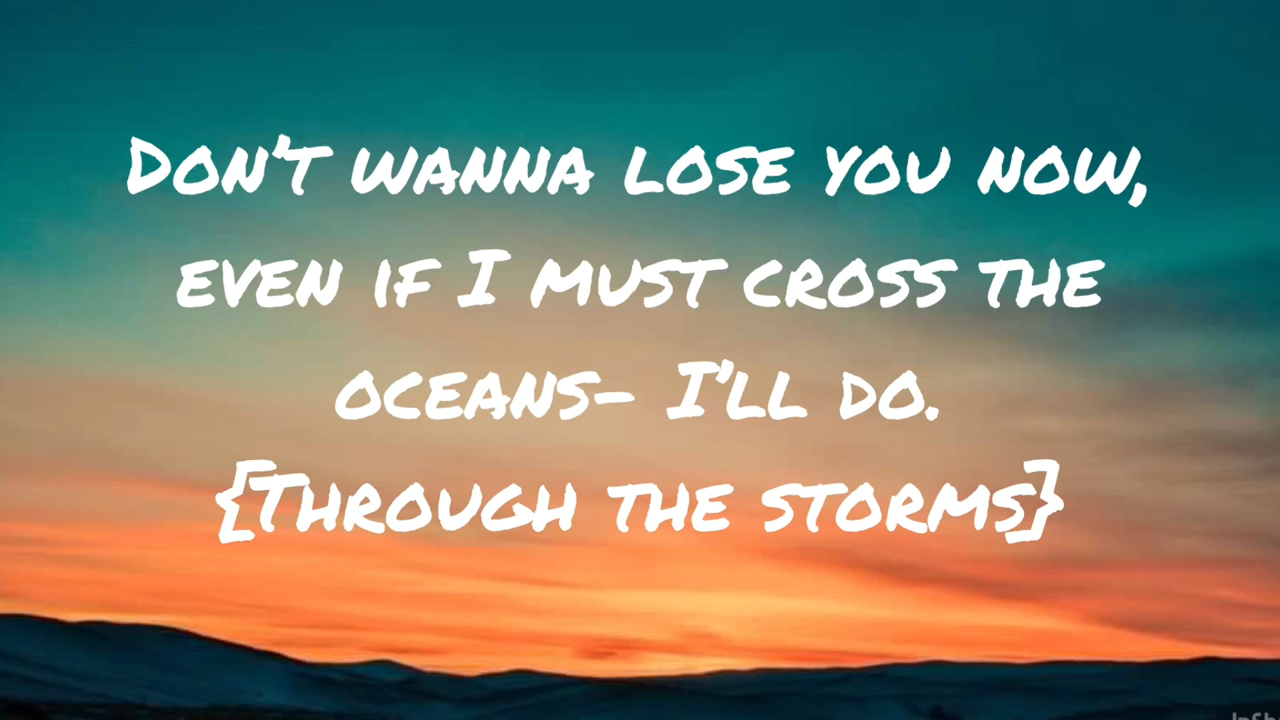 Don't wanna lose you now,
even if I must cross the
oceans- I'll do.
{Through the storms}